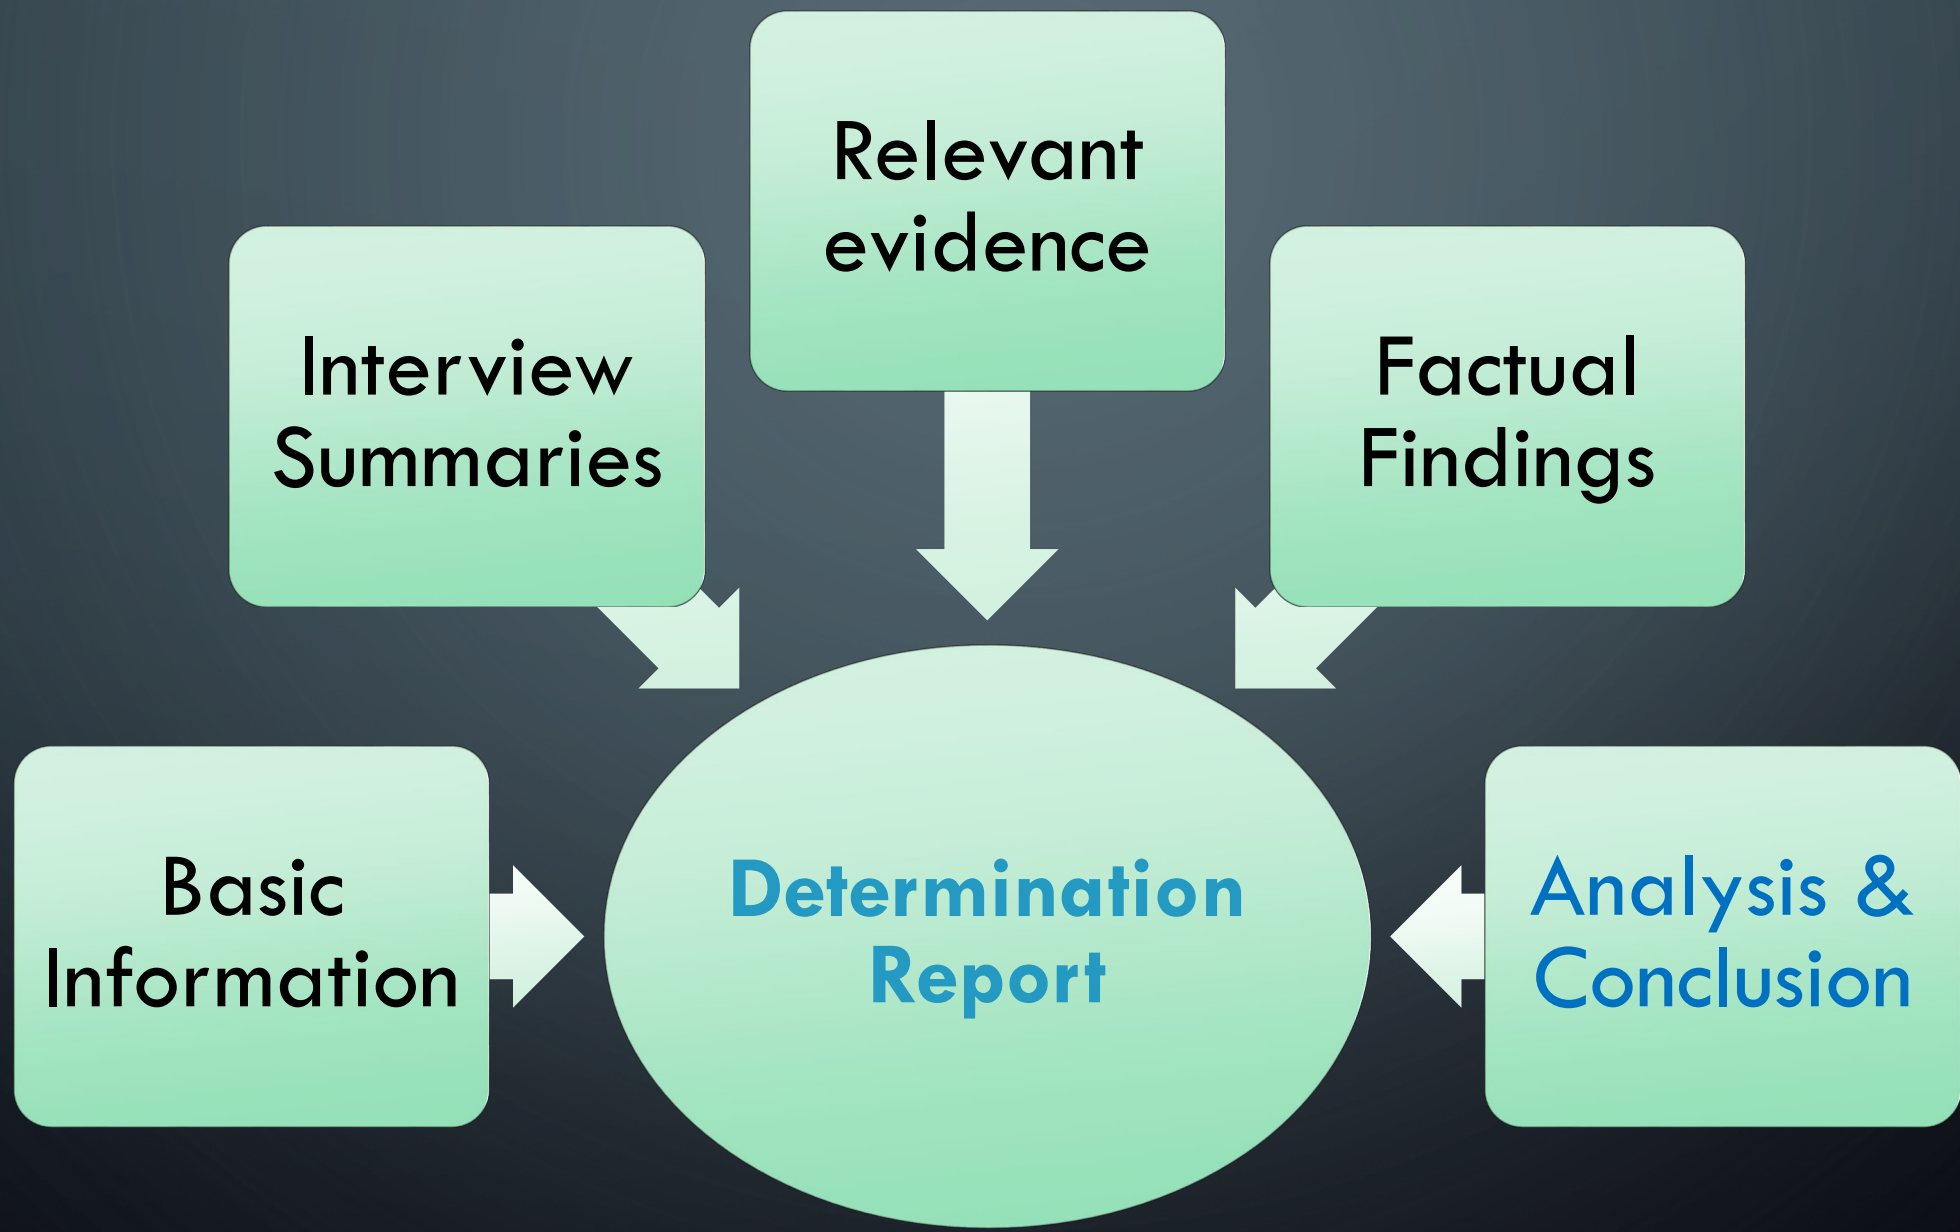 Relevant
evidence
Interview
Summaries
Factual
Findings
Basic
Information
Determination
Report
Analysis &
Conclusion